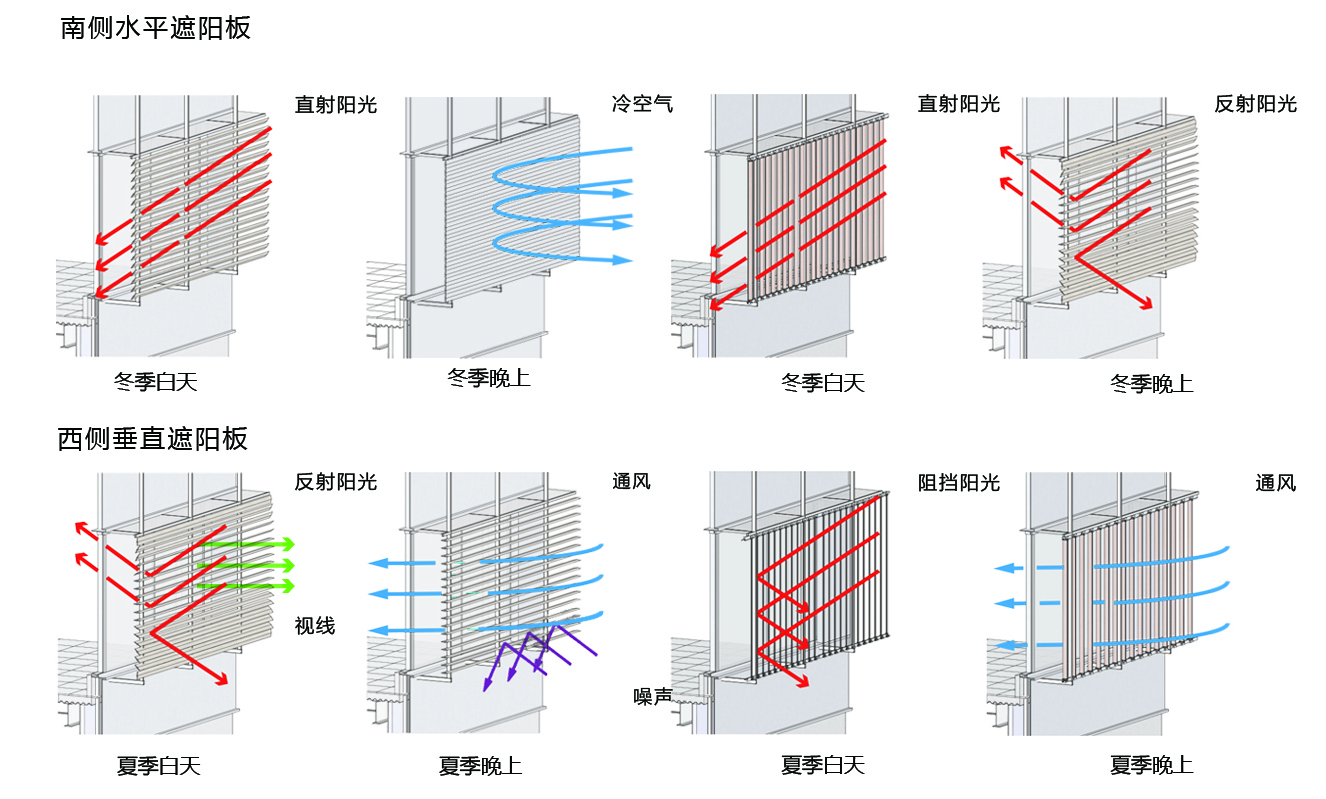 南侧水平遮阳板
直射阳光
冷空气
直射阳光
反射阳光
冬季白天
冬季晚上
冬季白天
冬季晚上
西侧垂直遮阳板
反射阳光
通风
阻挡阳光
通风
视线
噪声
夏季白天
夏季晚上
夏季白天
夏季晚上